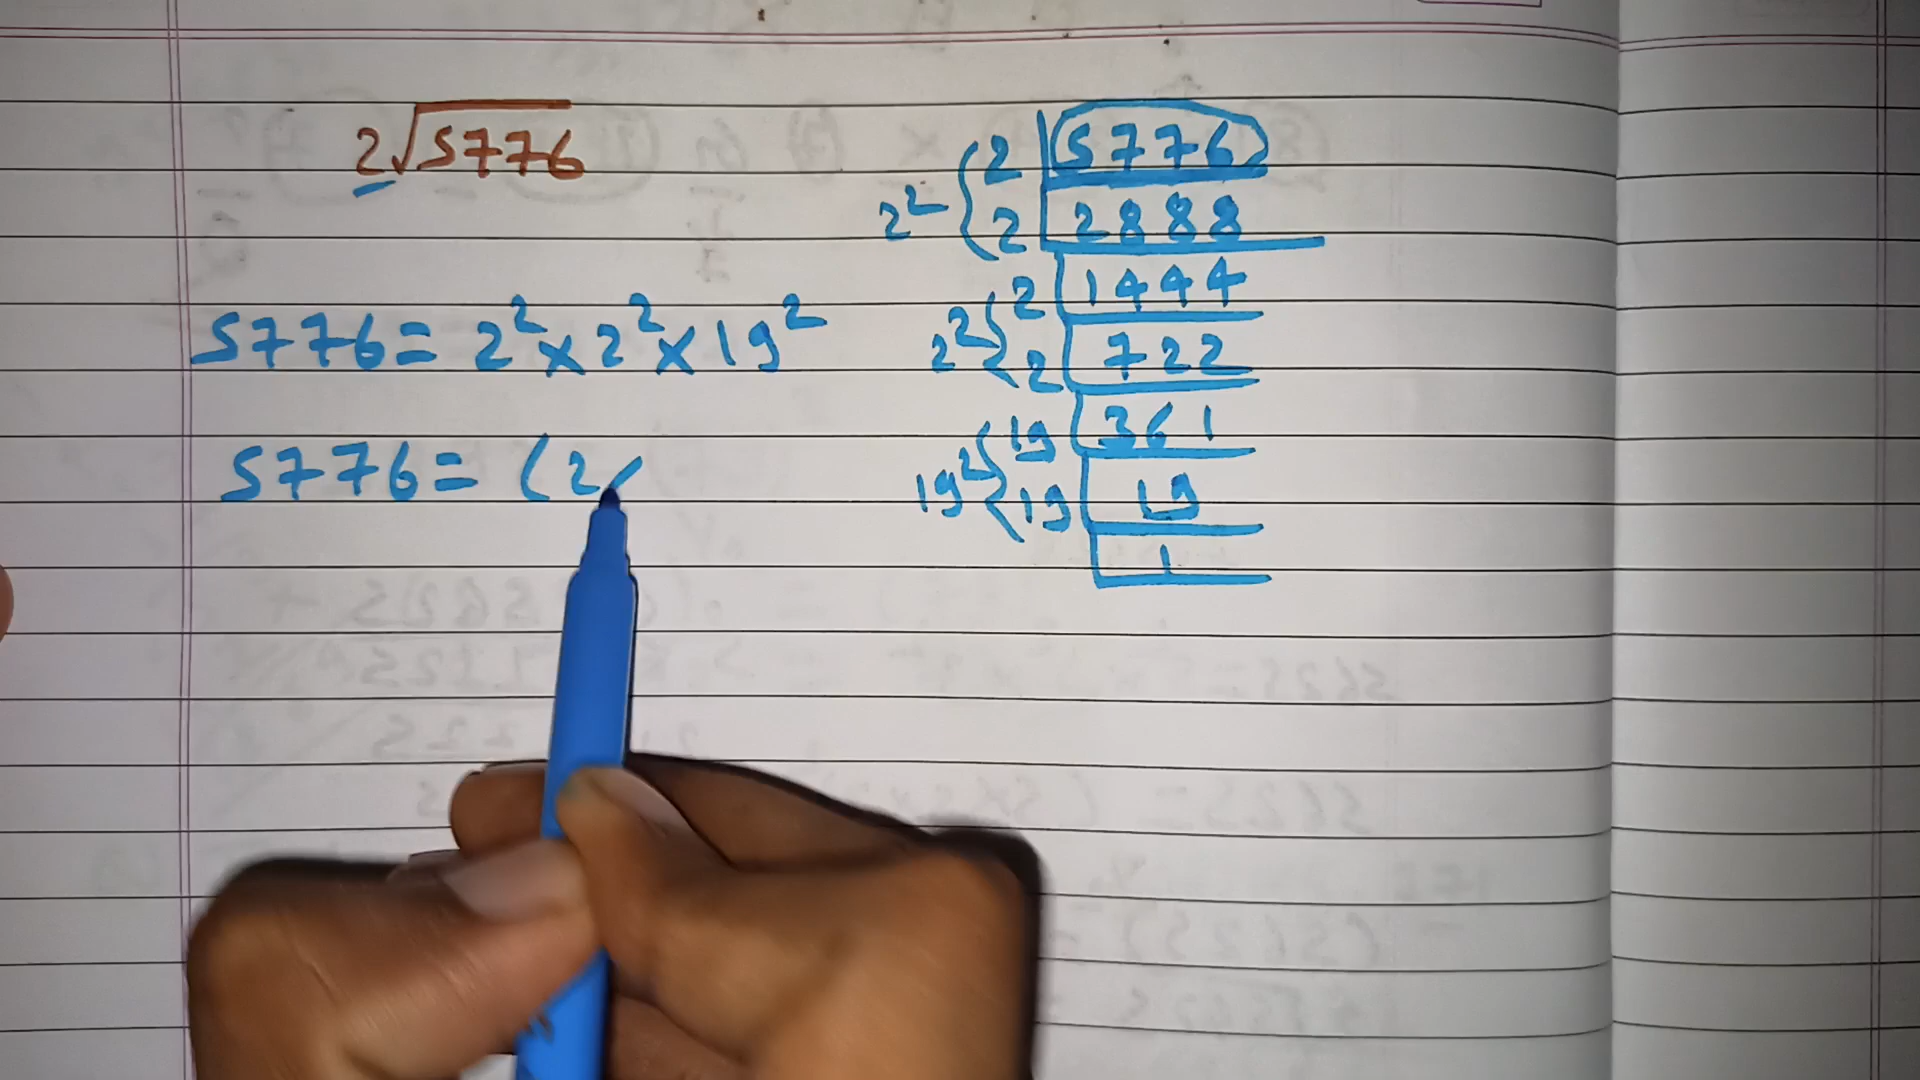 2√5776
5776 = 2² × 2² × 19²
5776 = (2
2² 2 5776
2 2888
2² 2 1444
2 722
19² 19 361
19 19
1